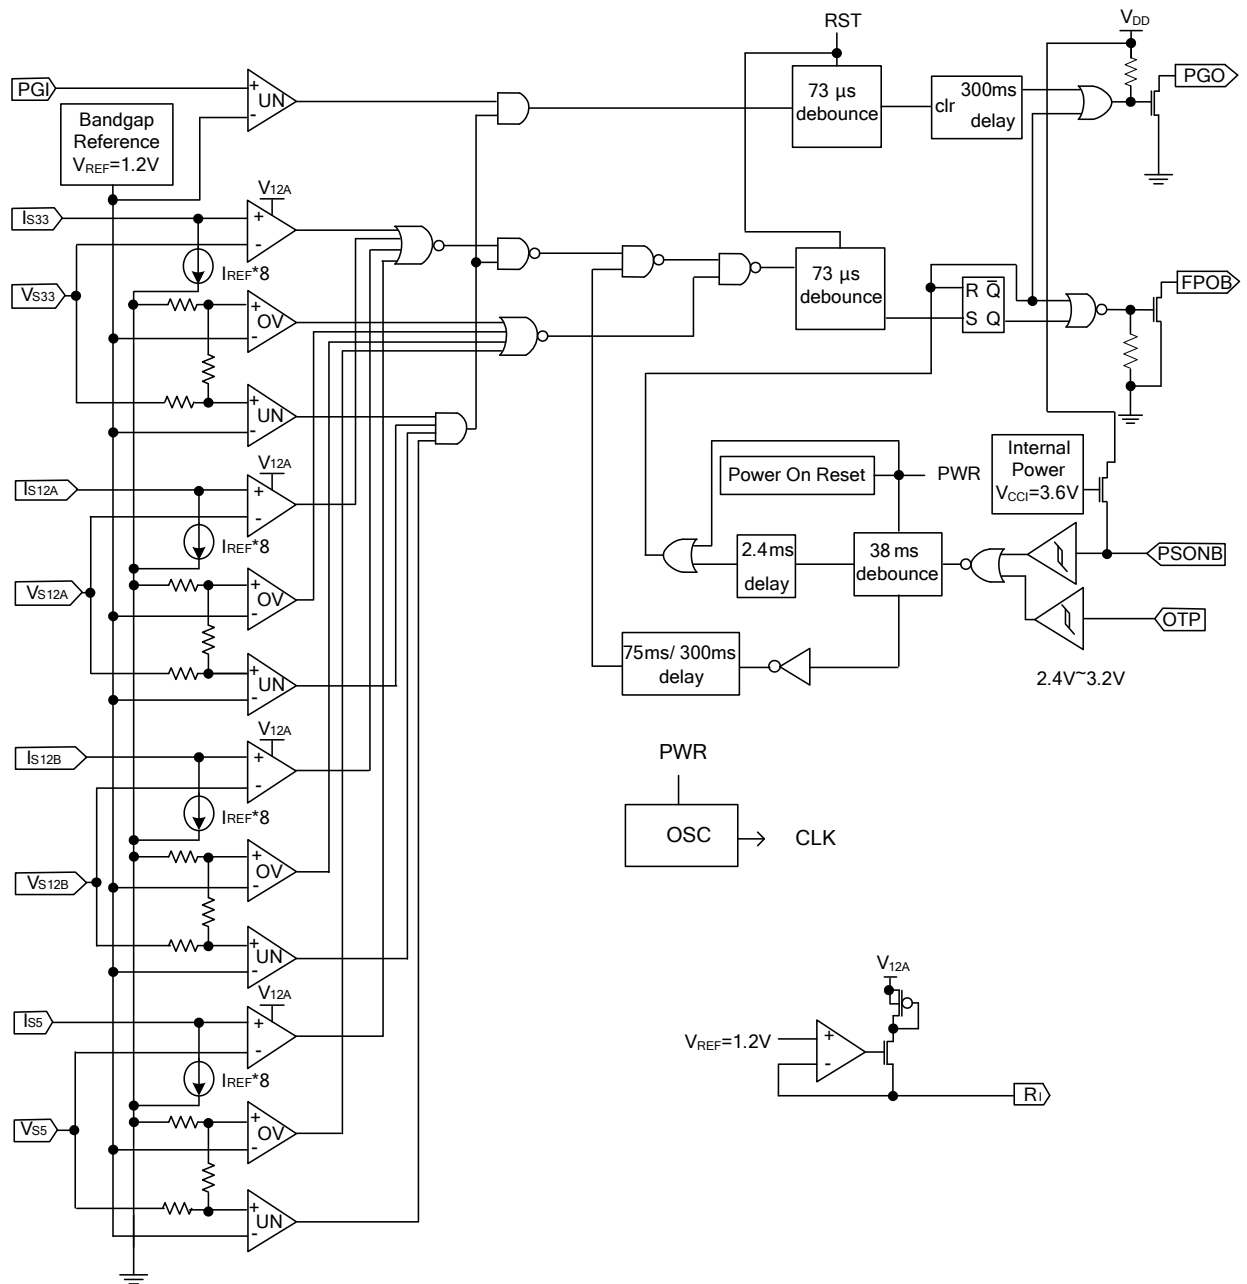 RST
VDD
PGI
+
UN
-
73 µs
debounce
clr
300ms
delay
PGO
Bandgap
Reference
VREF=1.2V
V12A
IS33
+
-
IREF*8
VS33
+
OV
-
+
UN
-
73 µs
debounce
R Q̅
S Q
FPOB
V12A
IS12A
+
-
IREF*8
VS12A
+
OV
-
+
UN
-
Power On Reset
PWR
Internal
Power
VCCI=3.6V
2.4ms
delay
38 ms
debounce
PSONB
OTP
75ms/ 300ms
delay
2.4V~3.2V
V12A
IS12B
+
-
IREF*8
VS12B
+
OV
-
+
UN
-
PWR
OSC
CLK
V12A
IS5
+
-
IREF*8
VS5
+
OV
-
+
UN
-
V12A
VREF=1.2V
+
-
RI